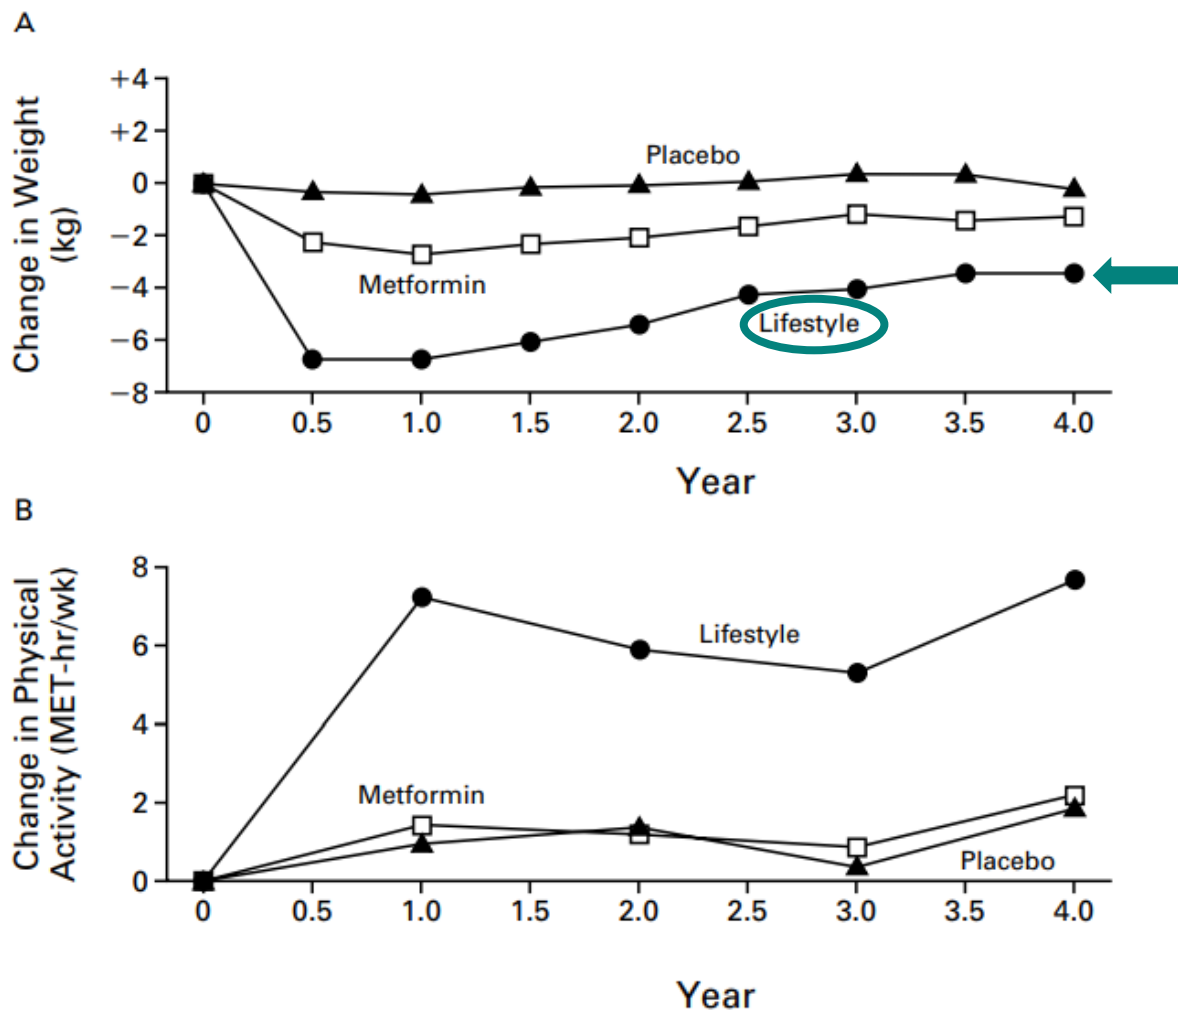 A
Change in Weight
(kg)
+4
+2
0
−2
−4
−6
−8
Placebo
Metformin
Lifestyle
0 0.5 1.0 1.5 2.0 2.5 3.0 3.5 4.0
Year
B
Change in Physical
Activity (MET-hr/wk)
8
6
4
2
0
Lifestyle
Metformin
Placebo
0 0.5 1.0 1.5 2.0 2.5 3.0 3.5 4.0
Year